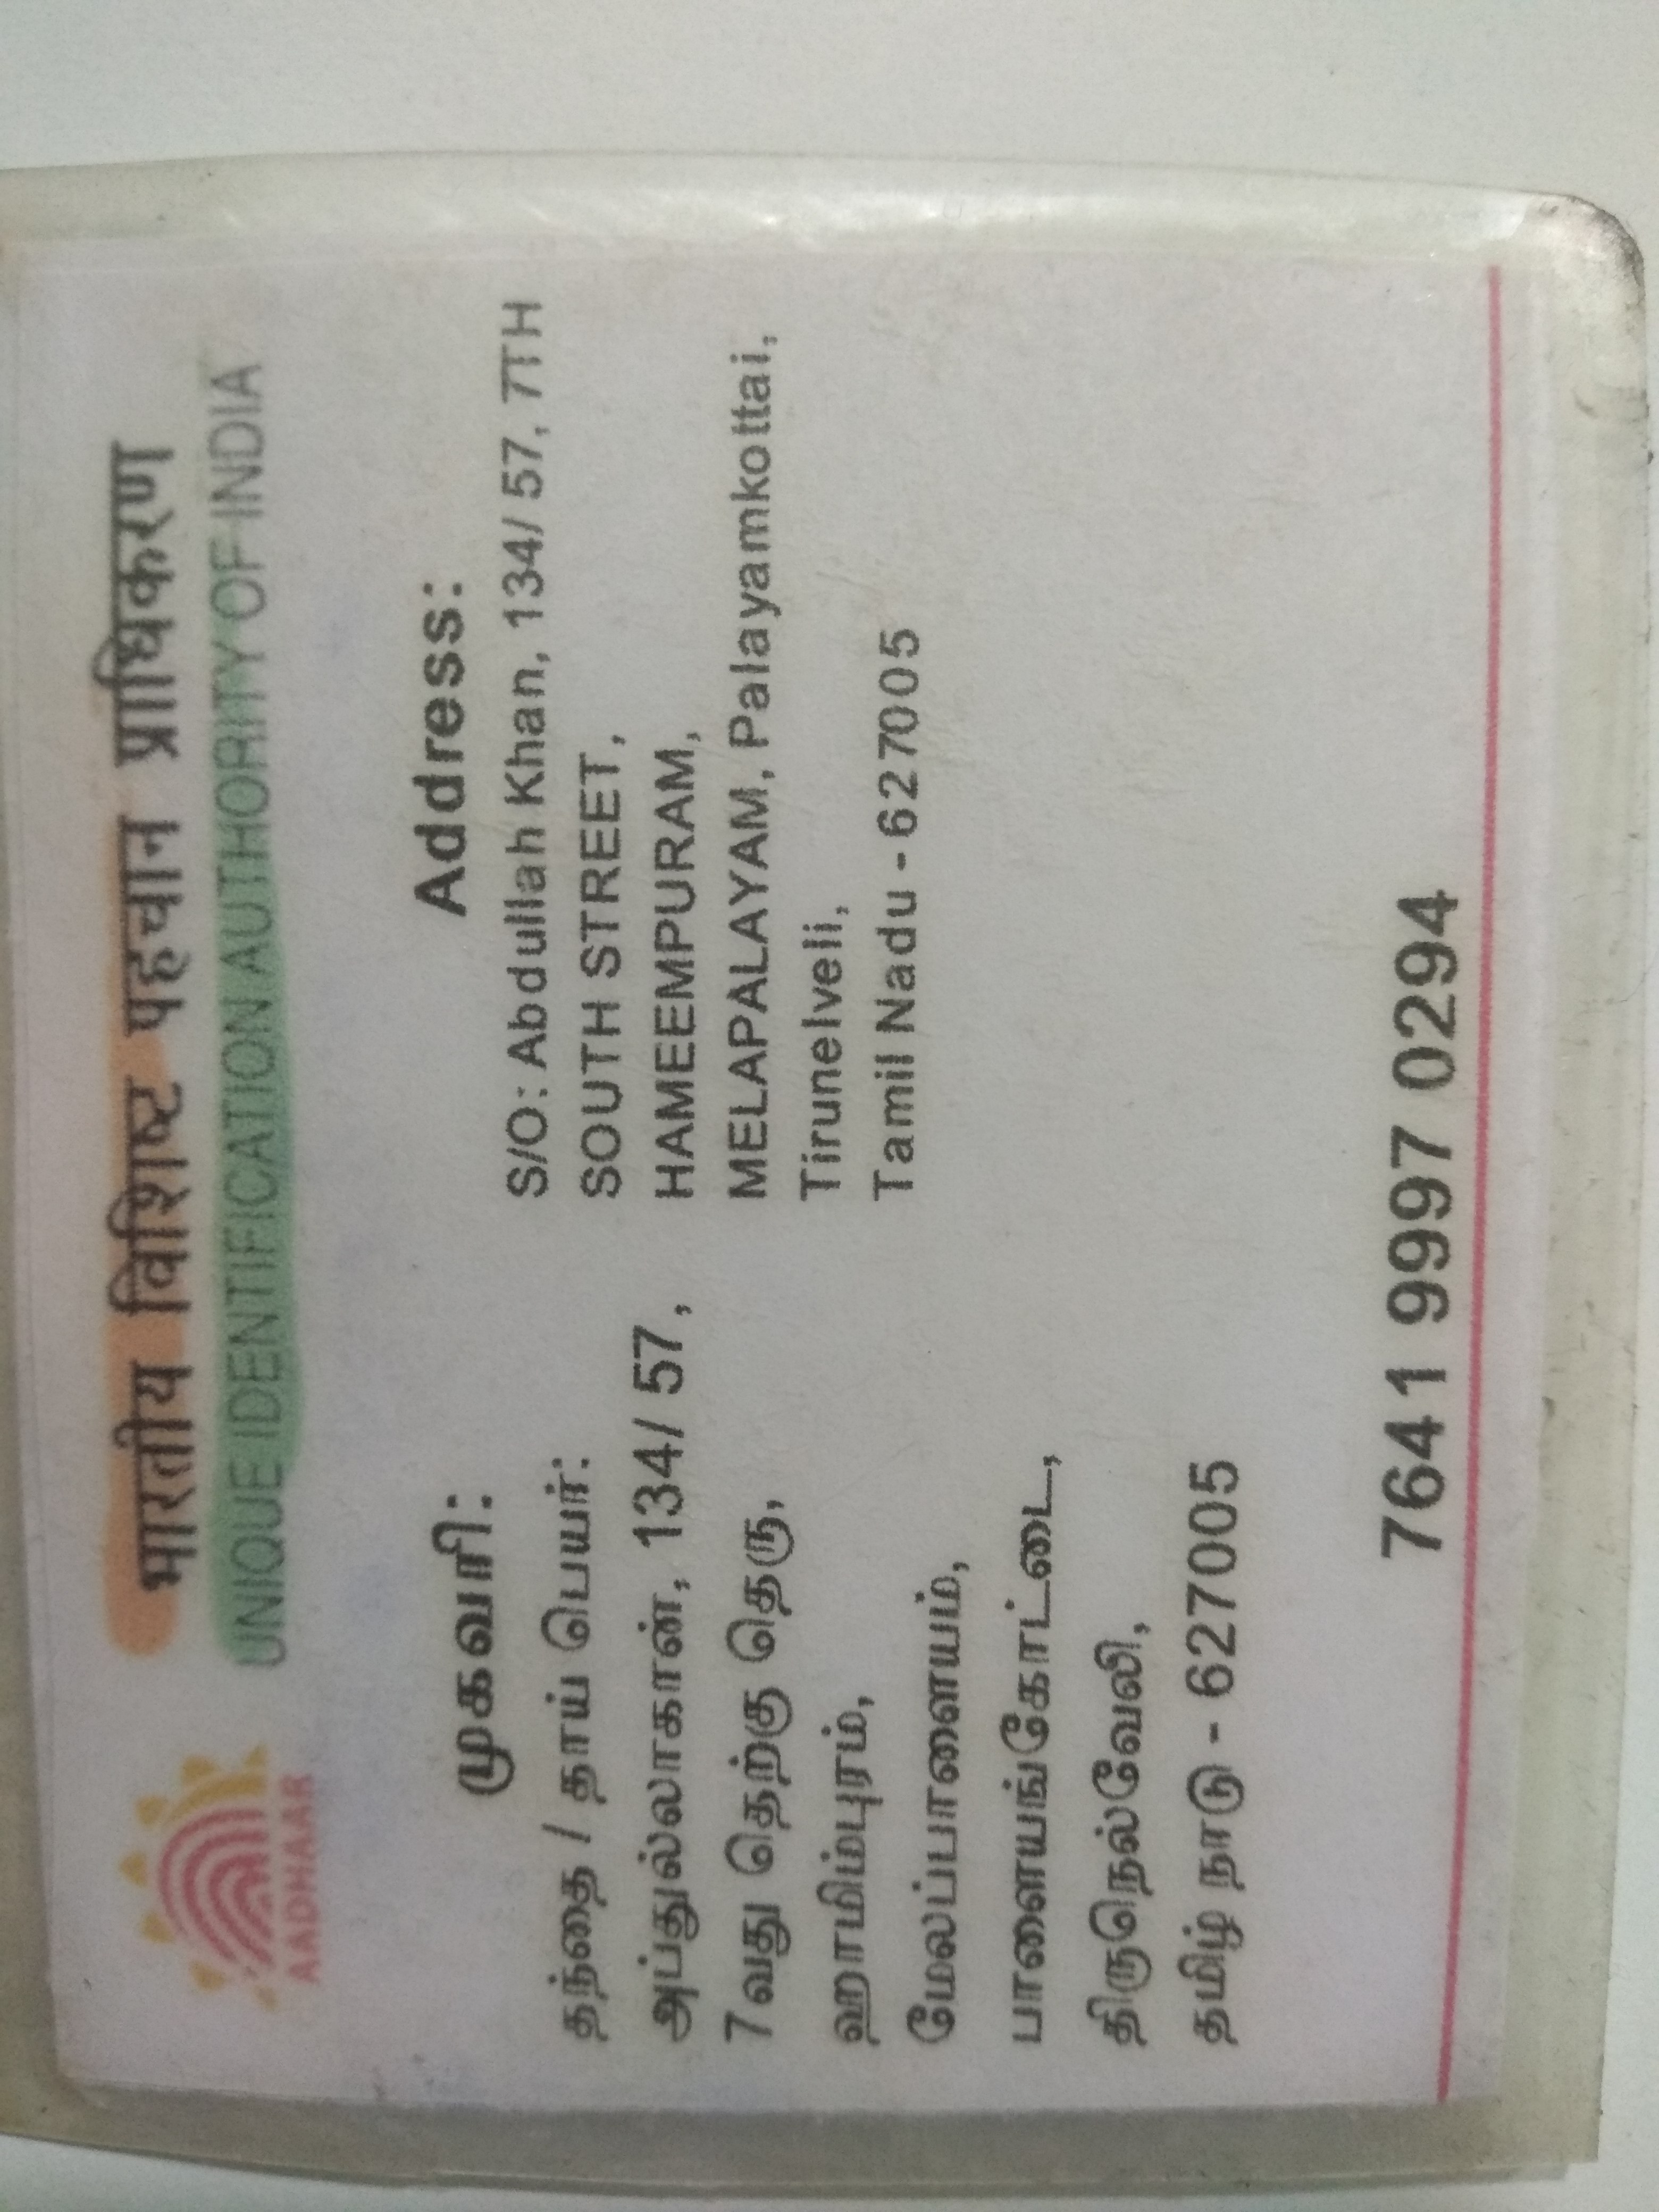 भारतीय विशिष्ट पहचान प्राधिकरण
UNIQUE IDENTIFICATION AUTHORITY OF INDIA
AADHAAR
முகவரி:
தந்தை / தாய் பெயர்:
அப்துல்லாகான், 134/ 57,
7வது தெற்கு தெரு,
ஹாமிம்புரம்,
மேலப்பாளையம்,
பாளையங்கோட்டை,
திருநெல்வேலி,
தமிழ் நாடு - 627005
Address:
S/O: Abdullah Khan, 134/ 57, 7TH
SOUTH STREET,
HAMEEMPURAM,
MELAPALAYAM, Palayamkottai,
Tirunelveli,
Tamil Nadu - 627005
7641 9997 0294